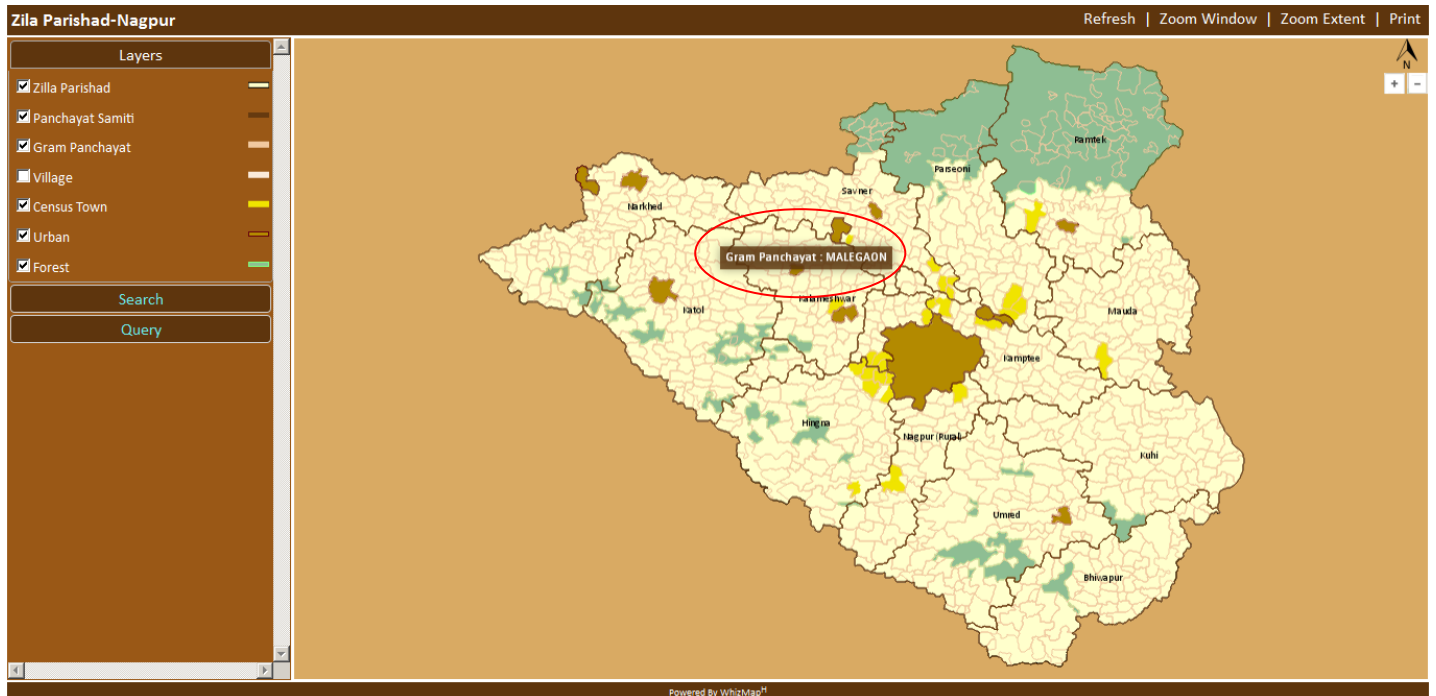 Zila Parishad-Nagpur
Refresh | Zoom Window | Zoom Extent | Print
Layers
Zilla Parishad
Panchayat Samiti
Gram Panchayat
Village
Census Town
Urban
Forest
Search
Query
N
+ -
Ramtek
Parseoni
Savner
Narkhed
Gram Panchayat : MALEGAON
Kalameshwar
Katol
Mauda
Kamptee
Hingna
Nagpur (Rural)
Kuhi
Umred
Bhiwapur
Powered By WhizMapH